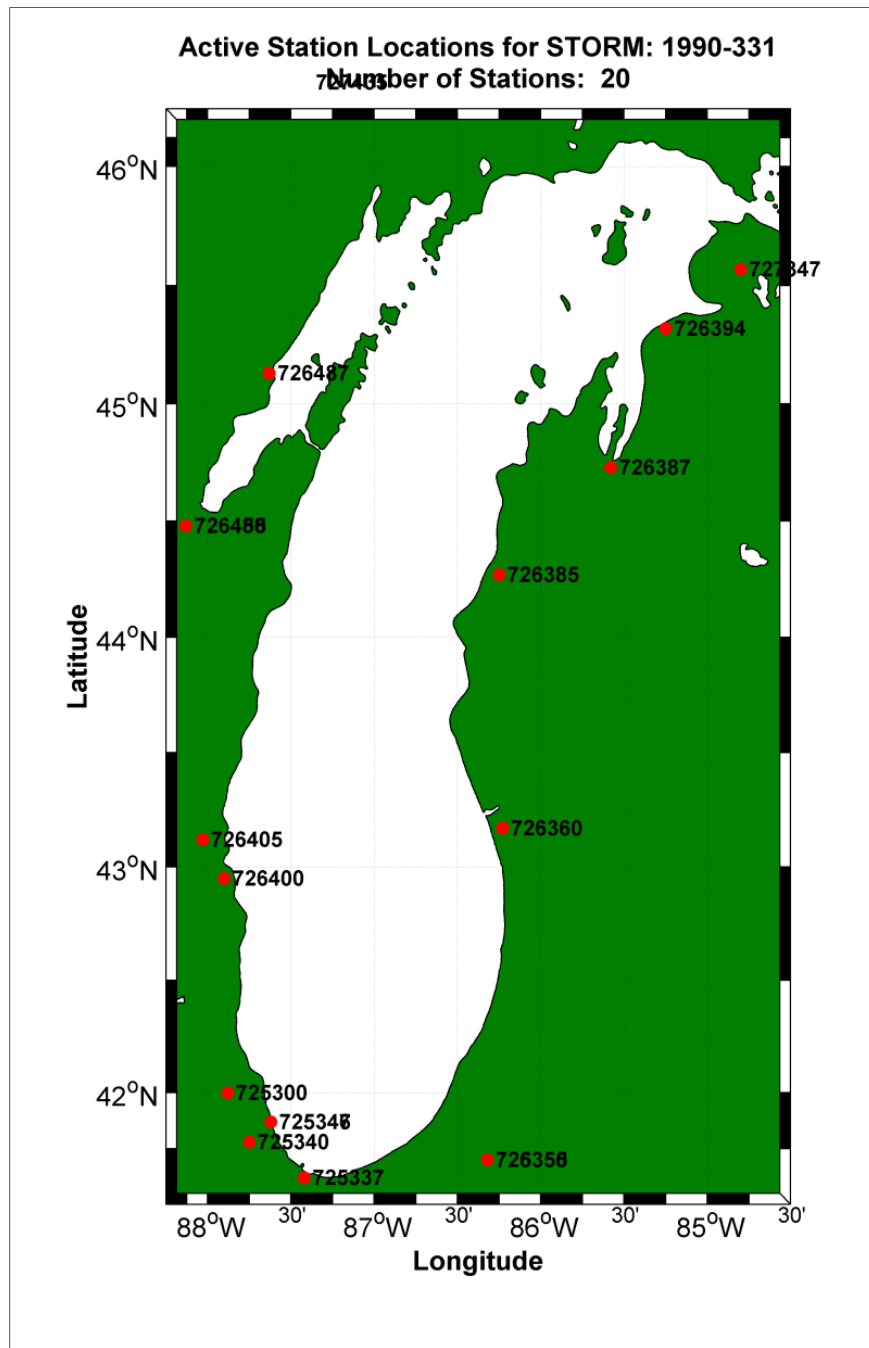 Active Station Locations for STORM: 1990-331
Number of Stations: 20
46°N
727347
726394
726487
45°N
726387
726385
44°N
Latitude
726360
726405
43°N
726400
42°N
725300
725340
725337
88°W 30' 87°W 30' 86°W 30' 85°W 30'
Longitude